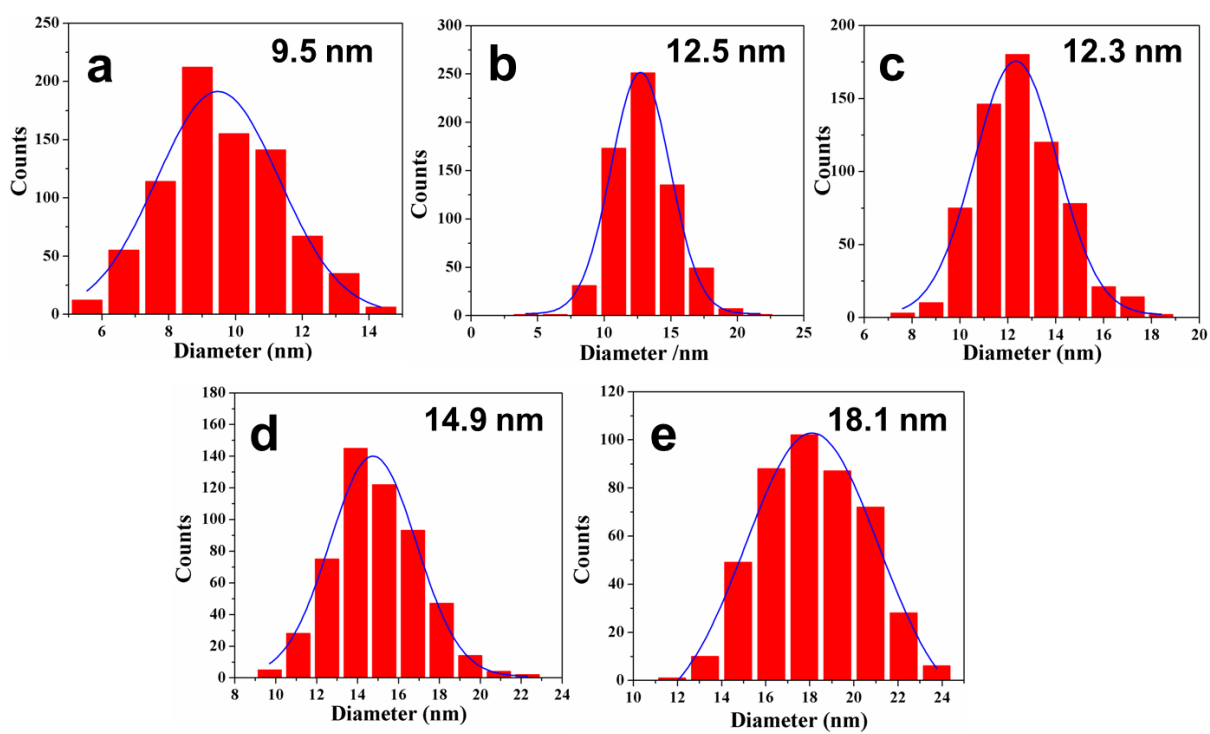 a
9.5 nm
250
200
150
100
50
0
Counts
6 8 10 12 14
Diameter (nm)
b
12.5 nm
300
250
200
150
100
50
0
Counts
0 5 10 15 20 25
Diameter /nm
c
12.3 nm
200
150
100
50
0
Counts
8 10 12 14 16 18 20
Diameter (nm)
d
14.9 nm
180
160
140
120
100
80
60
40
20
0
Counts
8 10 12 14 16 18 20 22 24
Diameter (nm)
e
18.1 nm
120
100
80
60
40
20
0
Counts
10 12 14 16 18 20 22 24
Diameter (nm)